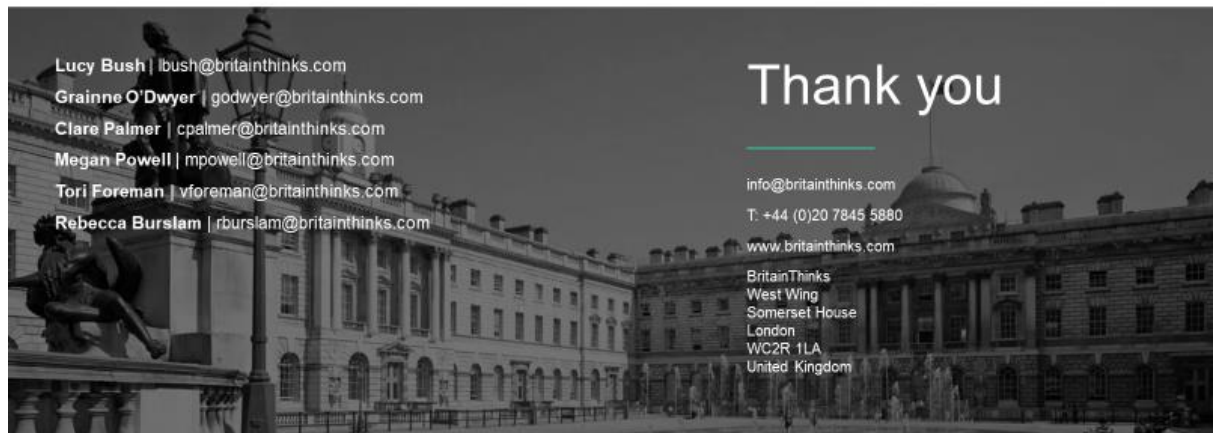 Lucy Bush | lbush@britainthinks.com
Grainne O'Dwyer | godwyer@britainthinks.com
Clare Palmer | cpalmer@britainthinks.com
Megan Powell | mpowell@britainthinks.com
Tori Foreman | vforeman@britainthinks.com
Rebecca Burslam | rburslam@britainthinks.com
Thank you
info@britainthinks.com
T: +44 (0)20 7845 5880
www.britainthinks.com
BritainThinks
West Wing
Somerset House
London
WC2R 1LA
United Kingdom